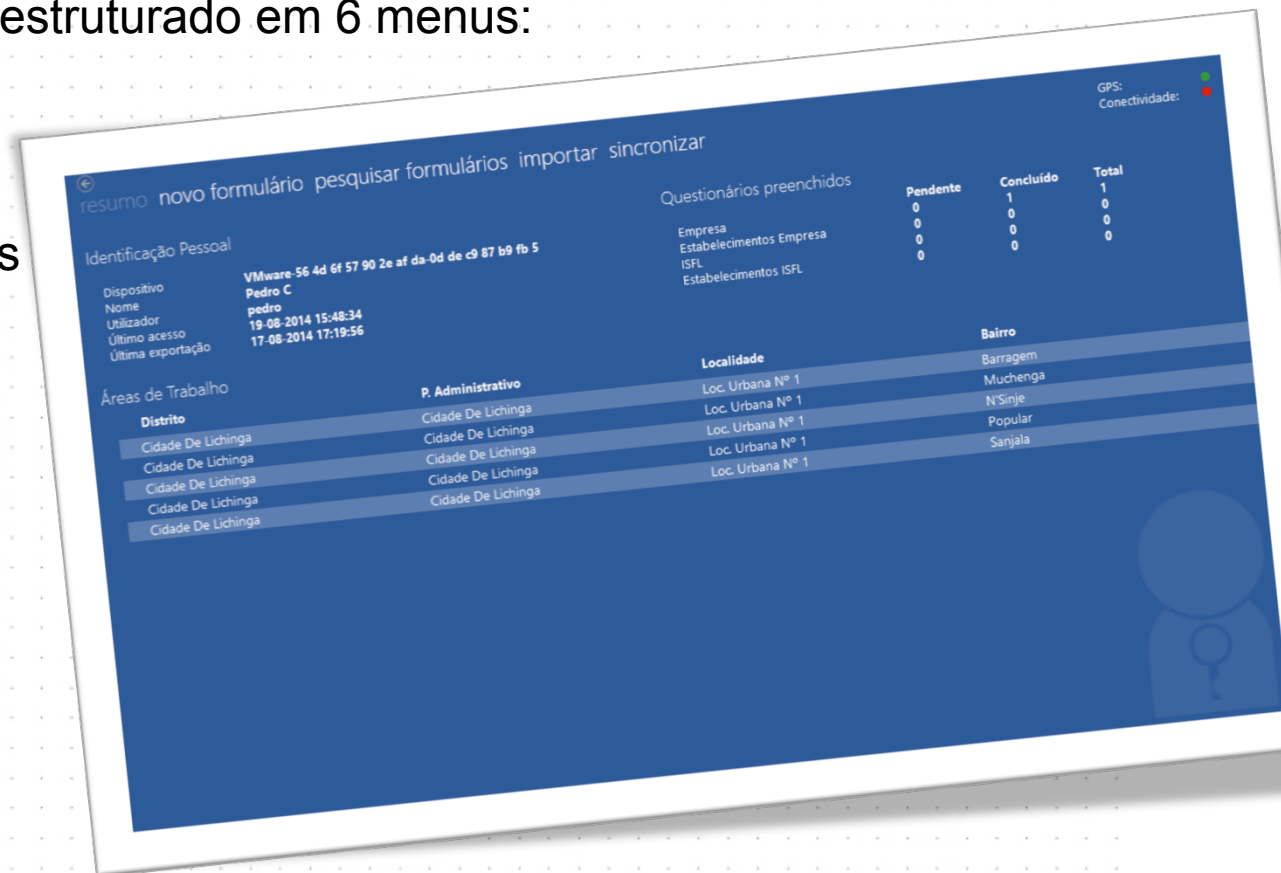 estruturado em 6 menus:
s
GPS:
Conectividade:
resumo novo formulário pesquisar formulários importar sincronizar
Identificação Pessoal
Dispositivo VMware-56 4d 6f 57 90 2e af da-0d de c9 87 b9 fb 5
Nome Pedro C
Utilizador pedro
Último acesso 19-08-2014 15:48:34
Última exportação 17-08-2014 17:19:56
Questionários preenchidos Pendente Concluído Total
Empresa 0 1 1
Estabelecimentos Empresa 0 0 0
ISFL 0 0 0
Estabelecimentos ISFL 0 0 0
Áreas de Trabalho
Distrito P. Administrativo Localidade Bairro
Cidade De Lichinga Cidade De Lichinga Loc. Urbana Nº 1 Barragem
Cidade De Lichinga Cidade De Lichinga Loc. Urbana Nº 1 Muchenga
Cidade De Lichinga Cidade De Lichinga Loc. Urbana Nº 1 N'Sinje
Cidade De Lichinga Cidade De Lichinga Loc. Urbana Nº 1 Popular
Cidade De Lichinga Cidade De Lichinga Loc. Urbana Nº 1 Sanjala